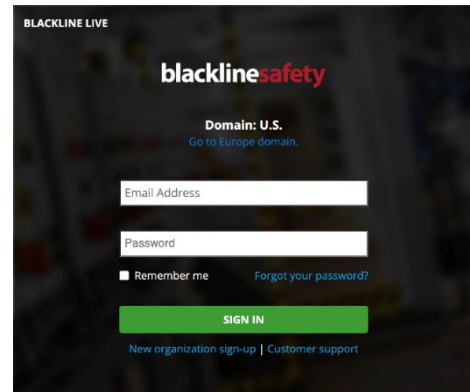 BLACKLINE LIVE
blacklinesafety
Domain: U.S.
Go to Europe domain.
Email Address
Password
Remember me Forgot your password?
SIGN IN
New organization sign-up | Customer support